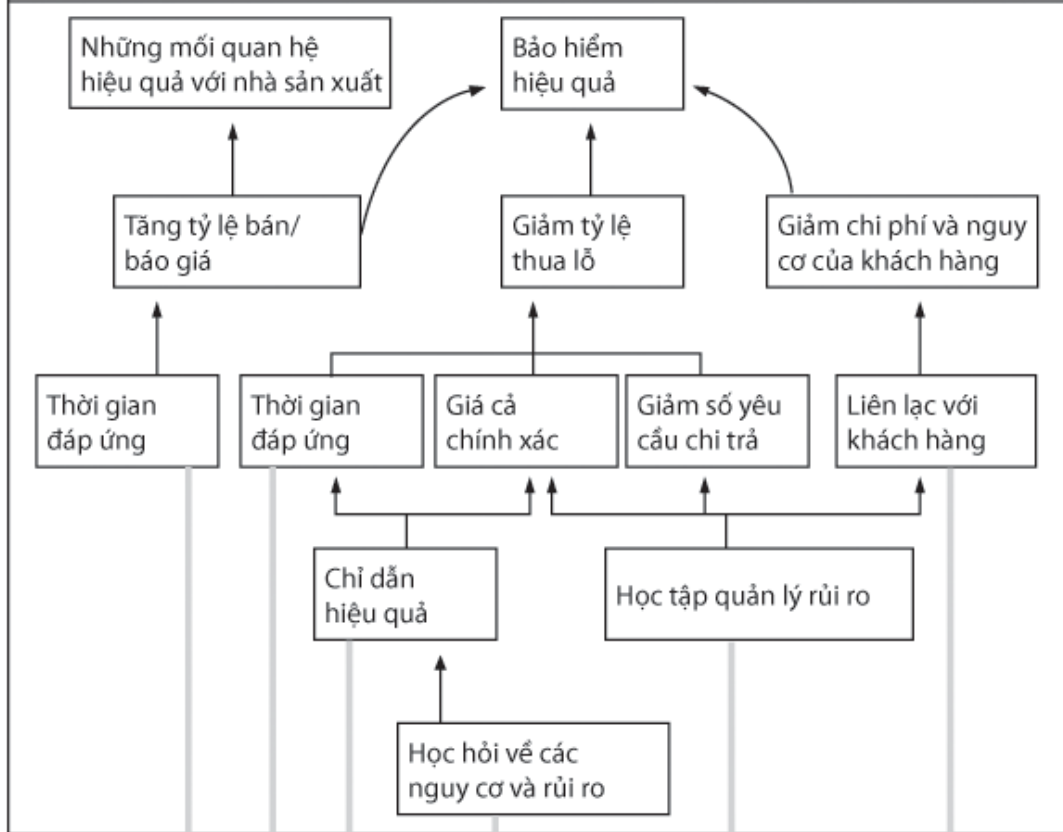 Những mối quan hệ
hiệu quả với nhà sản xuất
Bảo hiểm
hiệu quả
Tăng tỷ lệ bán/
báo giá
Giảm tỷ lệ
thua lỗ
Giảm chi phí và nguy
cơ của khách hàng
Thời gian
đáp ứng
Thời gian
đáp ứng
Giá cả
chính xác
Giảm số yêu
cầu chi trả
Liên lạc với
khách hàng
Chỉ dẫn
hiệu quả
Học tập quản lý rủi ro
Học hỏi về các
nguy cơ và rủi ro